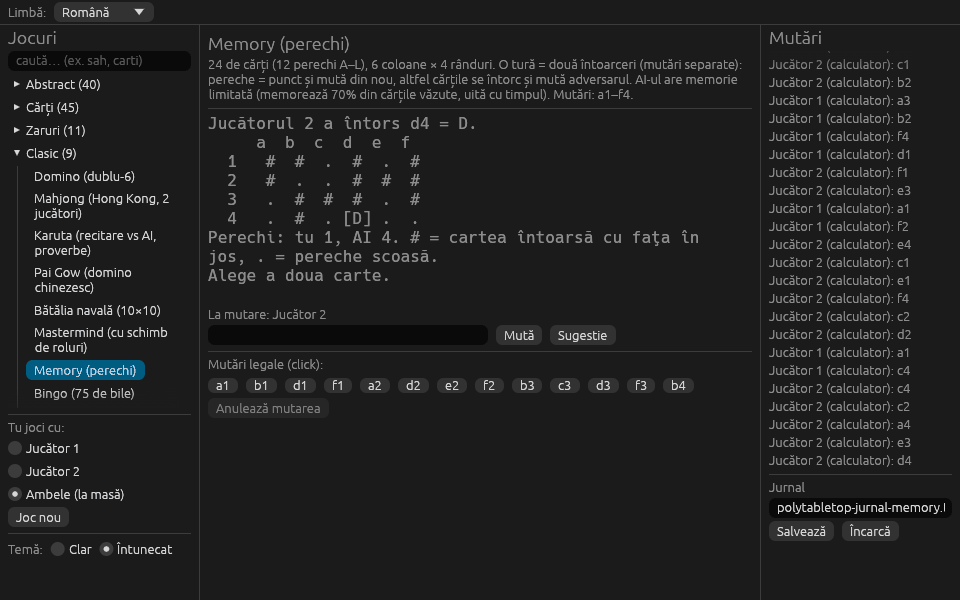 Limbă: Română
Jocuri
caută... (ex. sah, carti)
Abstract (40)
Cărți (45)
Zaruri (11)
Clasic (9)
Domino (dublu-6)
Mahjong (Hong Kong, 2
jucători)
Karuta (recitare vs AI,
proverbe)
Pai Gow (domino
chinezesc)
Bătălia navală (10×10)
Mastermind (cu schimb
de roluri)
Memory (perechi)
Bingo (75 de bile)
Tu joci cu:
Jucător 1
Jucător 2
Ambele (la masă)
Joc nou
Temă: Clar Întunecat
Memory (perechi)
24 de cărți (12 perechi A–L), 6 coloane × 4 rânduri. O tură = două întoarceri (mutări separate):
pereche = punct și mută din nou, altfel cărțile se întorc și mută adversarul. AI-ul are memorie
limitată (memorează 70% din cărțile văzute, uită cu timpul). Mutări: a1–f4.
Jucătorul 2 a întors d4 = D.
a b c d e f
1 # # . # . #
2 # . . # # #
3 . # # # . #
4 . # . [D] . .
Perechi: tu 1, AI 4. # = cartea întoarsă cu faţa în
jos, . = pereche scoasă.
Alege a doua carte.
La mutare: Jucător 2
Mută Sugestie
Mutări legale (click):
a1 b1 d1 f1 a2 d2 e2 f2 b3 c3 d3 f3 b4
Anulează mutarea
Mutări
Jucător 2 (calculator): c1
Jucător 2 (calculator): b2
Jucător 1 (calculator): a3
Jucător 1 (calculator): b2
Jucător 1 (calculator): f4
Jucător 1 (calculator): d1
Jucător 2 (calculator): f1
Jucător 2 (calculator): e3
Jucător 1 (calculator): a1
Jucător 1 (calculator): f2
Jucător 2 (calculator): e4
Jucător 2 (calculator): c1
Jucător 2 (calculator): e1
Jucător 2 (calculator): f4
Jucător 2 (calculator): c2
Jucător 2 (calculator): d2
Jucător 1 (calculator): a1
Jucător 1 (calculator): c4
Jucător 2 (calculator): c4
Jucător 2 (calculator): c2
Jucător 2 (calculator): a4
Jucător 2 (calculator): e3
Jucător 2 (calculator): d4
Jurnal
polytabletop-jurnal-memory.
Salvează Încarcă